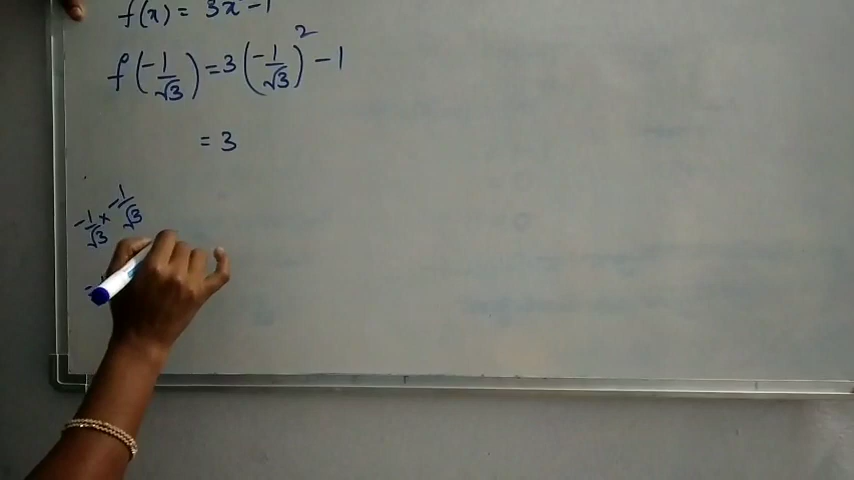 f(x) = 3x²-1
f(-1/√3) = 3(-1/√3)² - 1
= 3
-1/√3 × -1/√3
=